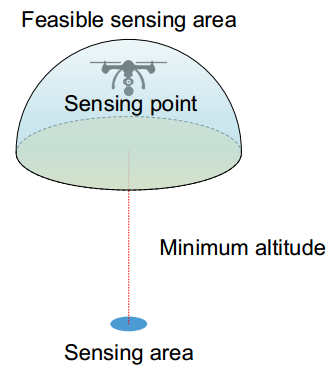 Feasible sensing area
Sensing point
Minimum altitude
Sensing area